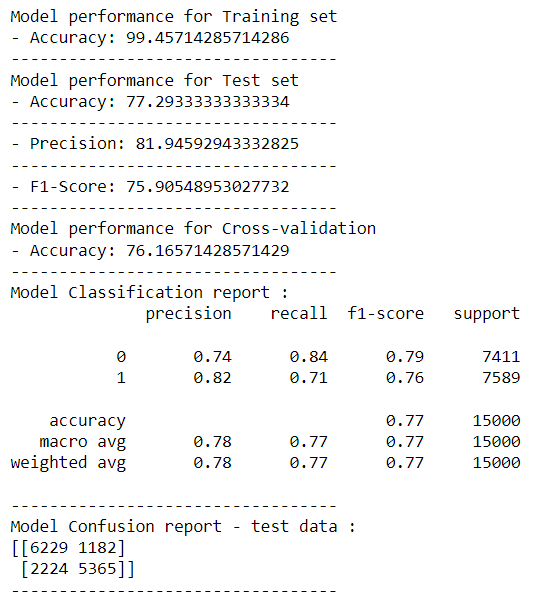 Model performance for Training set
- Accuracy: 99.45714285714286
----------------------------------
Model performance for Test set
- Accuracy: 77.29333333333334
----------------------------------
- Precision: 81.94592943332825
----------------------------------
- F1-Score: 75.90548953027732
----------------------------------
Model performance for Cross-validation
- Accuracy: 76.16571428571429
----------------------------------
Model Classification report :
              precision    recall  f1-score   support

           0       0.74      0.84      0.79      7411
           1       0.82      0.71      0.76      7589

    accuracy                           0.77     15000
   macro avg       0.78      0.77      0.77     15000
weighted avg       0.78      0.77      0.77     15000

----------------------------------
Model Confusion report - test data :
[[6229 1182]
 [2224 5365]]
----------------------------------